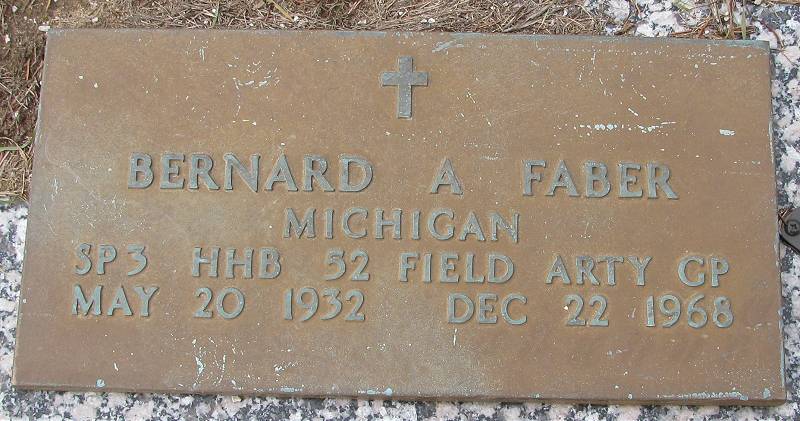 BERNARD A FABER
MICHIGAN
SP3 HHB 52 FIELD ARTY GP
MAY 20 1932 DEC 22 1968